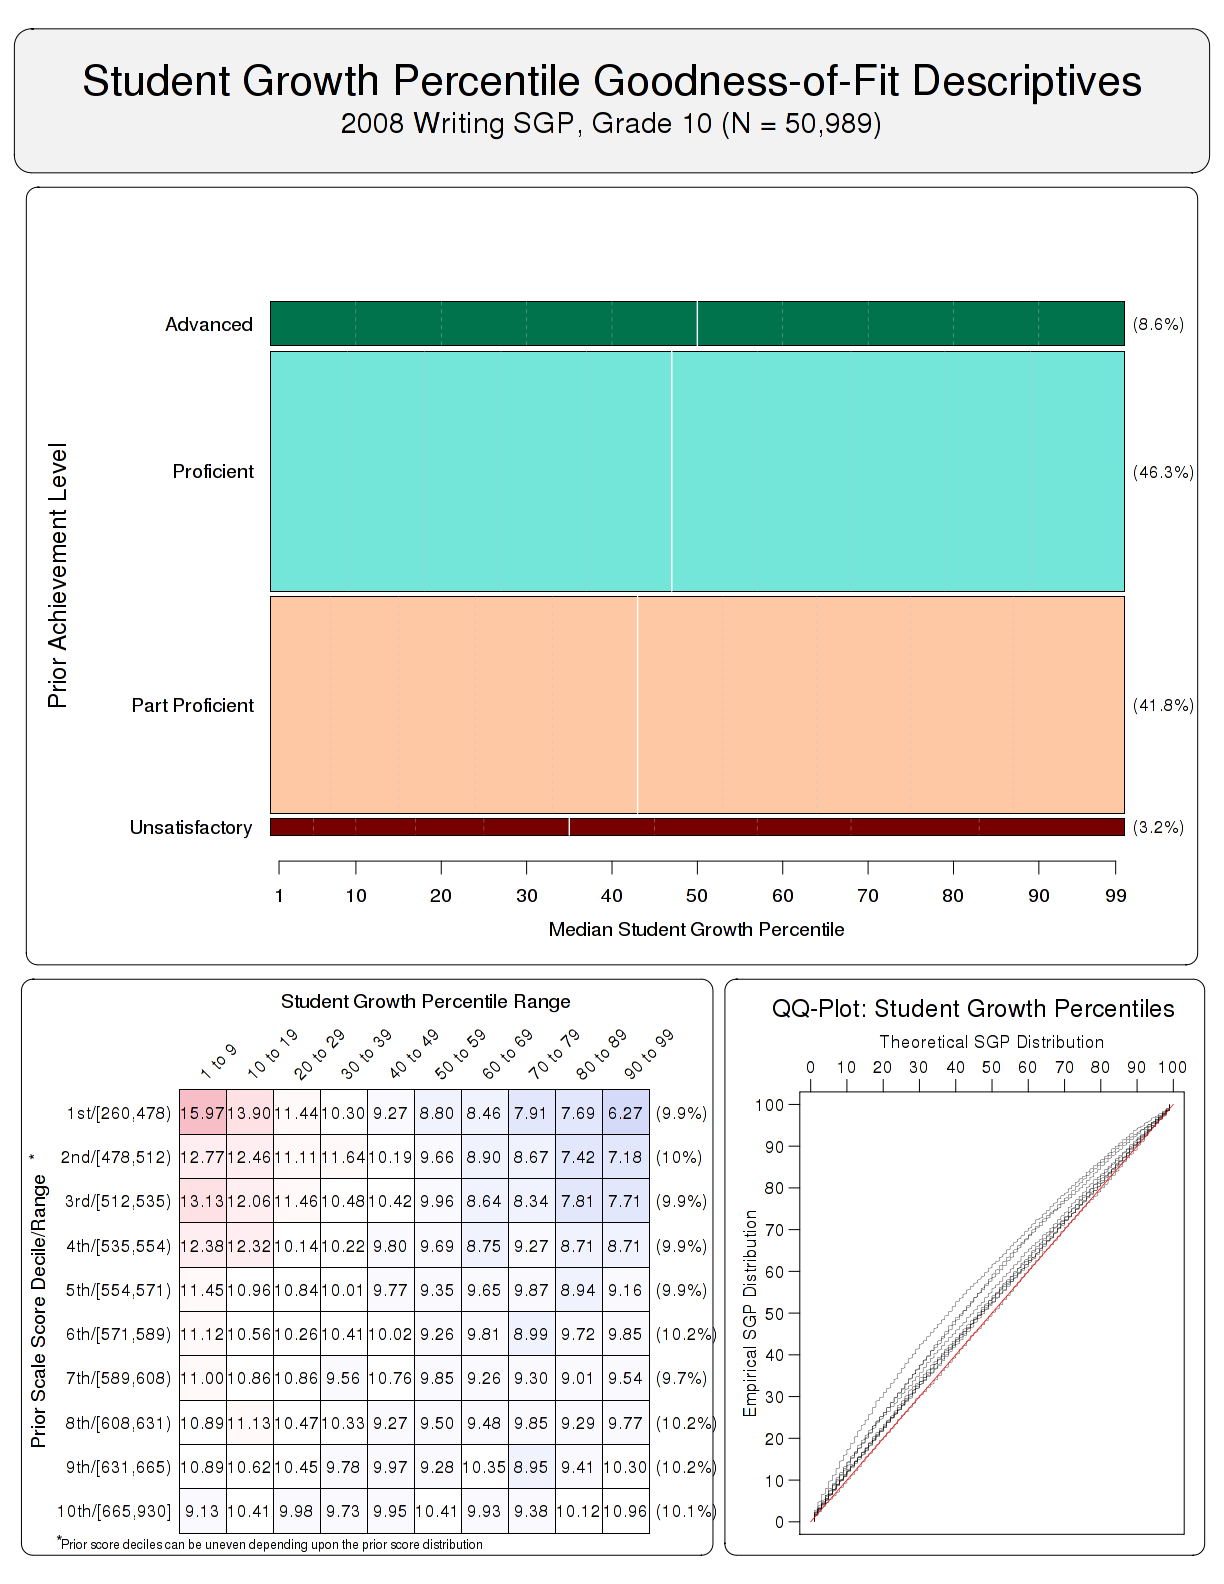 Student Growth Percentile Goodness-of-Fit Descriptives
2008 Writing SGP, Grade 10 (N = 50,989)
Prior Achievement Level
Advanced (8.6%)
Proficient (46.3%)
Part Proficient (41.8%)
Unsatisfactory (3.2%)
1 10 20 30 40 50 60 70 80 90 99
Median Student Growth Percentile
Student Growth Percentile Range
1 to 9 10 to 19 20 to 29 30 to 39 40 to 49 50 to 59 60 to 69 70 to 79 80 to 89 90 to 99
Prior Scale Score Decile/Range *
1st/[260,478) 15.97 13.90 11.44 10.30 9.27 8.80 8.46 7.91 7.69 6.27 (9.9%)
2nd/[478,512) 12.77 12.46 11.11 11.64 10.19 9.66 8.90 8.67 7.42 7.18 (10%)
3rd/[512,535) 13.13 12.06 11.46 10.48 10.42 9.96 8.64 8.34 7.81 7.71 (9.9%)
4th/[535,554) 12.38 12.32 10.14 10.22 9.80 9.69 8.75 9.27 8.71 8.71 (9.9%)
5th/[554,571) 11.45 10.96 10.84 10.01 9.77 9.35 9.65 9.87 8.94 9.16 (9.9%)
6th/[571,589) 11.12 10.56 10.26 10.41 10.02 9.26 9.81 8.99 9.72 9.85 (10.2%)
7th/[589,608) 11.00 10.86 10.86 9.56 10.76 9.85 9.26 9.30 9.01 9.54 (9.7%)
8th/[608,631) 10.89 11.13 10.47 10.33 9.27 9.50 9.48 9.85 9.29 9.77 (10.2%)
9th/[631,665) 10.89 10.62 10.45 9.78 9.97 9.28 10.35 8.95 9.41 10.30 (10.2%)
10th/[665,930] 9.13 10.41 9.98 9.73 9.95 10.41 9.93 9.38 10.12 10.96 (10.1%)
*Prior score deciles can be uneven depending upon the prior score distribution
QQ-Plot: Student Growth Percentiles
Theoretical SGP Distribution
0 10 20 30 40 50 60 70 80 90 100
Empirical SGP Distribution
100
90
80
70
60
50
40
30
20
10
0